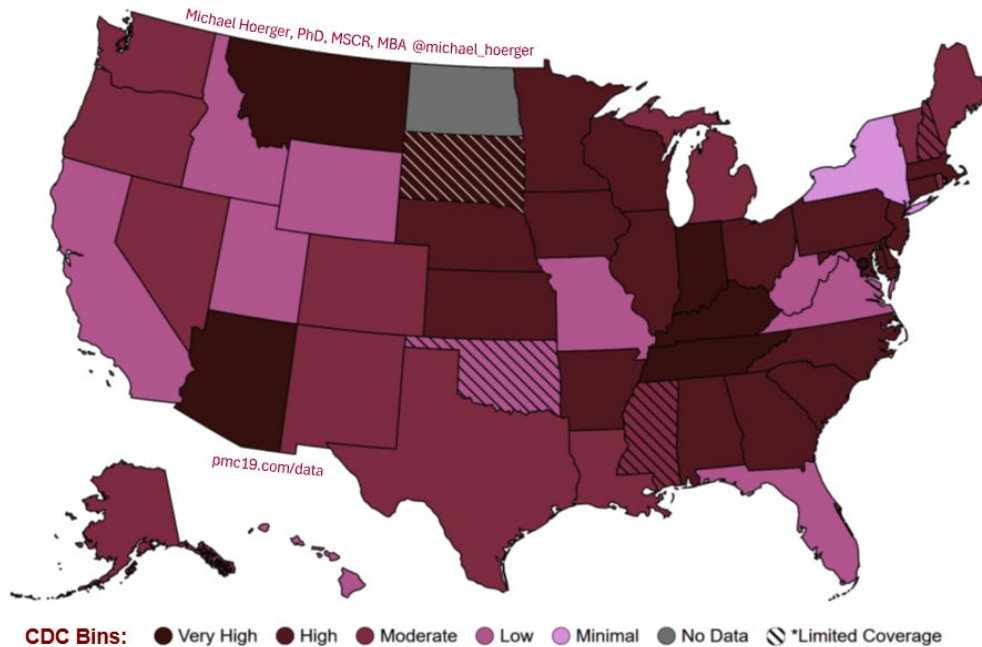 Michael Hoerger, PhD, MSCR, MBA @michael_hoerger
pmc19.com/data
CDC Bins: Very High High Moderate Low Minimal No Data *Limited Coverage